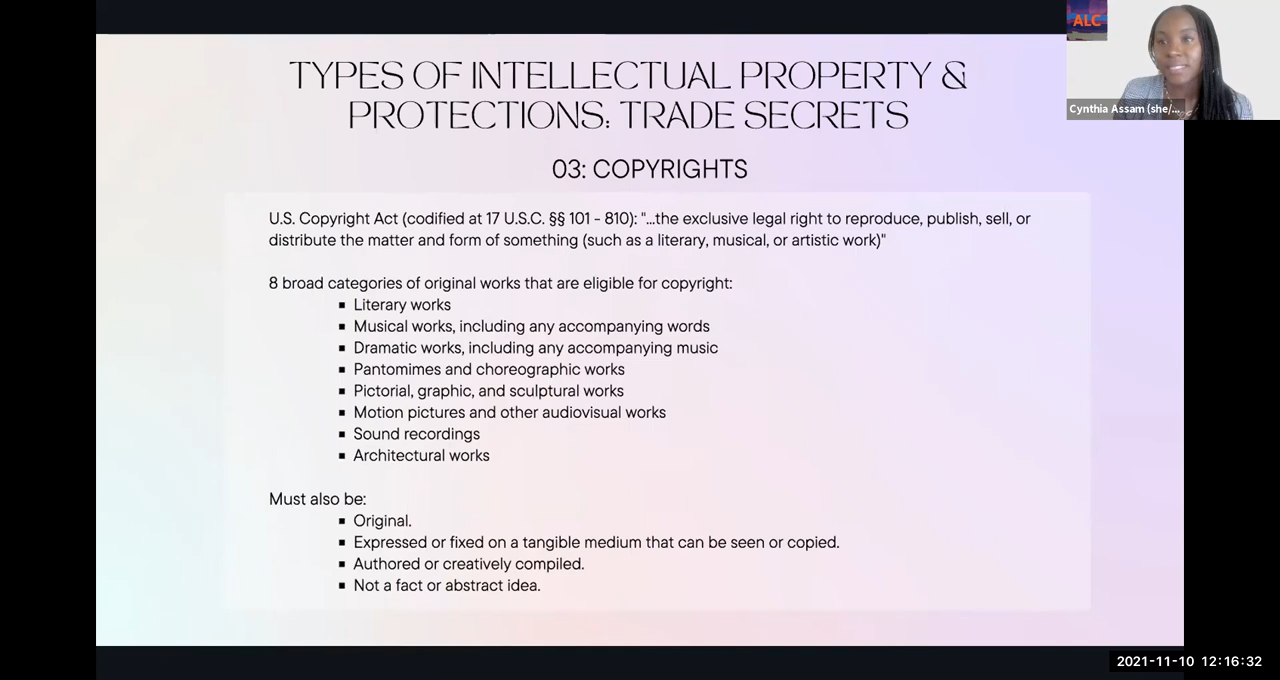 TYPES OF INTELLECTUAL PROPERTY &
PROTECTIONS: TRADE SECRETS
03: COPYRIGHTS
U.S. Copyright Act (codified at 17 U.S.C. §§ 101 - 810): "...the exclusive legal right to reproduce, publish, sell, or
distribute the matter and form of something (such as a literary, musical, or artistic work)"
8 broad categories of original works that are eligible for copyright:
▪ Literary works
▪ Musical works, including any accompanying words
▪ Dramatic works, including any accompanying music
▪ Pantomimes and choreographic works
▪ Pictorial, graphic, and sculptural works
▪ Motion pictures and other audiovisual works
▪ Sound recordings
▪ Architectural works
Must also be:
▪ Original.
▪ Expressed or fixed on a tangible medium that can be seen or copied.
▪ Authored or creatively compiled.
▪ Not a fact or abstract idea.
ALC
Cynthia Assam (she/...
2021-11-10 12:16:32